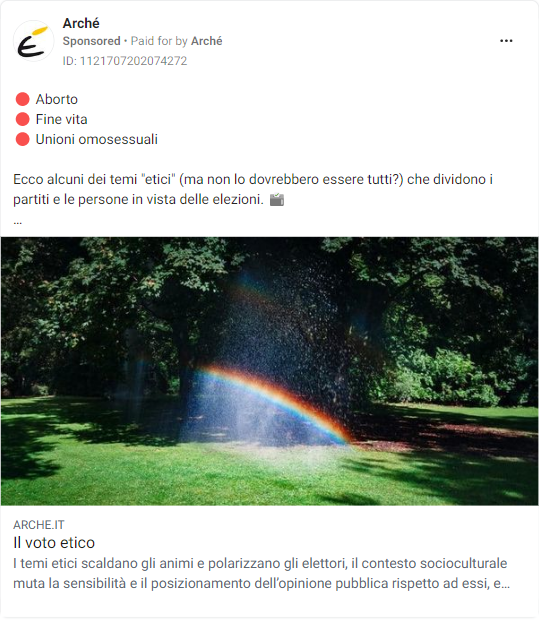 Arché
Sponsored • Paid for by Arché
ID: 1121707202074272
🔴 Aborto
🔴 Fine vita
🔴 Unioni omosessuali
Ecco alcuni dei temi "etici" (ma non lo dovrebbero essere tutti?) che dividono i
partiti e le persone in vista delle elezioni. 🗳
...
ARCHE.IT
Il voto etico
I temi etici scaldano gli animi e polarizzano gli elettori, il contesto socioculturale
muta la sensibilità e il posizionamento dell'opinione pubblica rispetto ad essi, e...